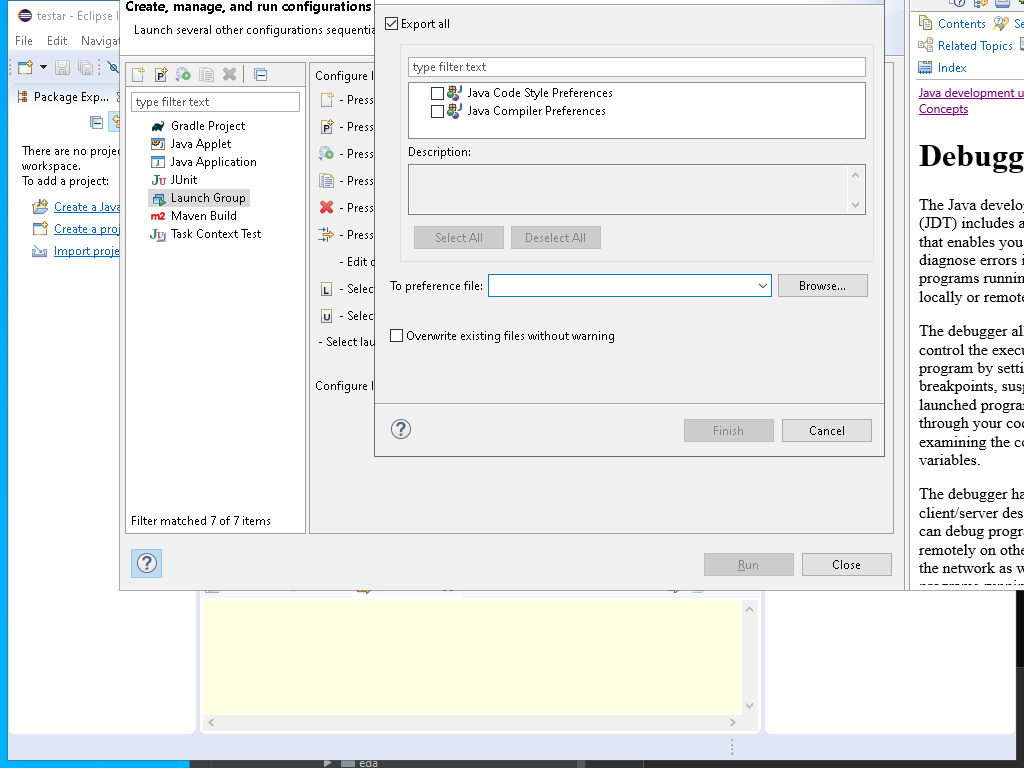 testar - Eclipse I
File Edit Navigat
Package Exp...
There are no projec
workspace.
To add a project:
Create a Java
Create a proj
Import proje
Create, manage, and run configurations
Launch several other configurations sequentia
type filter text
Gradle Project
Java Applet
Java Application
JUnit
Launch Group
Maven Build
Task Context Test
Filter matched 7 of 7 items
Configure l
- Press
- Press
- Press
- Press
- Press
- Press
- Edit o
- Selec
- Selec
- Select lau
Configure l
Run
Close
Export all
type filter text
Java Code Style Preferences
Java Compiler Preferences
Description:
Select All
Deselect All
To preference file:
Browse...
Overwrite existing files without warning
Finish
Cancel
Contents
Se
Related Topics
Index
Java development u
Concepts
Debugg
The Java develo
(JDT) includes a
that enables you
diagnose errors i
programs runnin
locally or remote
The debugger all
control the execu
program by setti
breakpoints, susp
launched program
through your cod
examining the co
variables.
The debugger ha
client/server des
can debug progra
remotely on othe
the network as w
eda